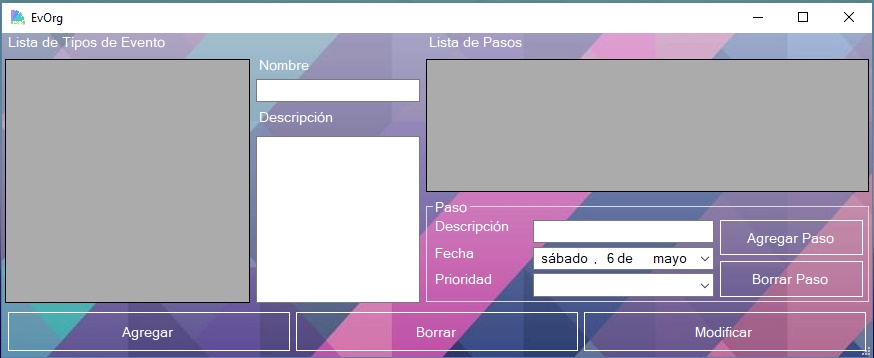 EvOrg
Lista de Tipos de Evento
Nombre
Descripción
Lista de Pasos
Paso
Descripción
Fecha
sábado , 6 de mayo
Prioridad
Agregar Paso
Borrar Paso
Agregar
Borrar
Modificar